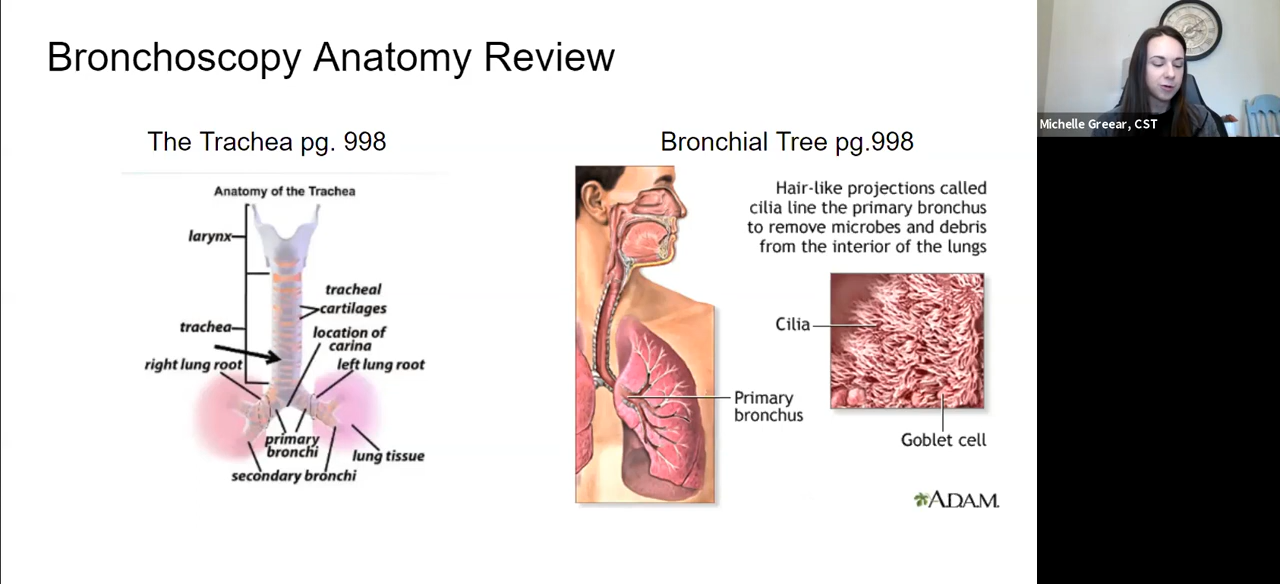 Bronchoscopy Anatomy Review
The Trachea pg. 998
Anatomy of the Trachea
larynx
tracheal
cartilages
trachea
location of
carina
right lung root
left lung root
primary
bronchi
lung tissue
secondary bronchi
Bronchial Tree pg.998
Hair-like projections called
cilia line the primary bronchus
to remove microbes and debris
from the interior of the lungs
Cilia
Primary
bronchus
Goblet cell
A.D.A.M.
Michelle Greear, CST